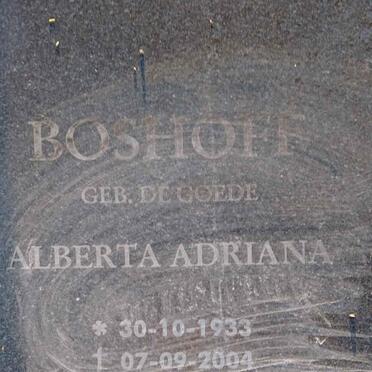 BOSHOFF
GEB. DE GOEDE
ALBERTA ADRIANA
* 30-10-1933
† 07-09-2004